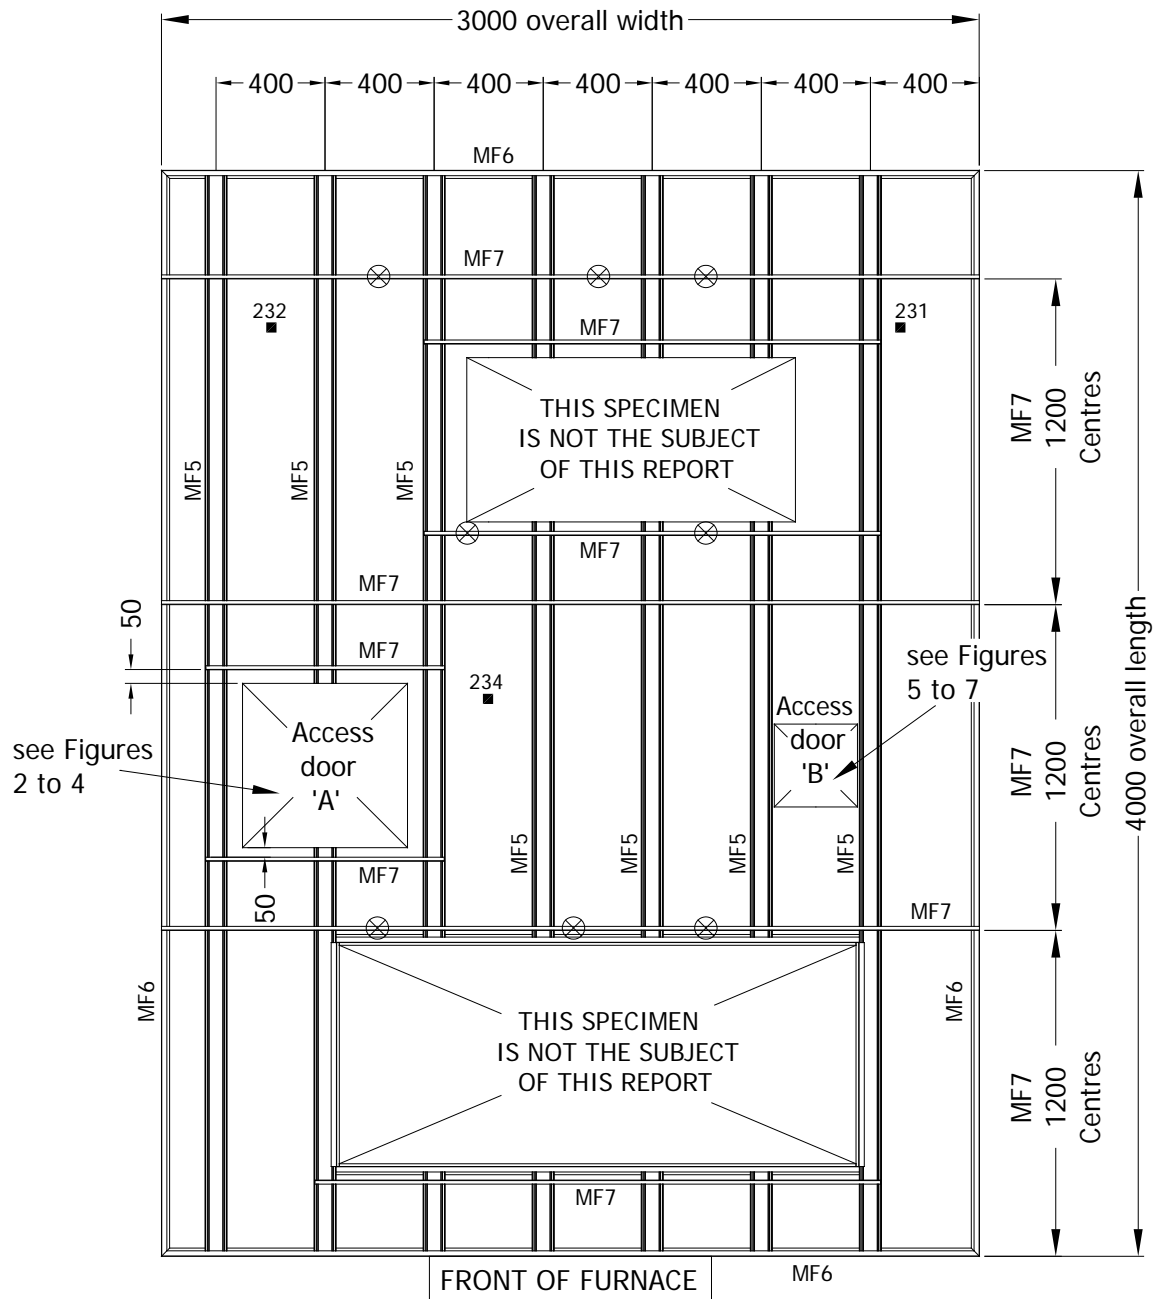 3000 overall width
400 400 400 400 400 400 400
MF6
MF7
232
231
MF7
THIS SPECIMEN
IS NOT THE SUBJECT
OF THIS REPORT
MF7
1200
Centres
MF5
MF5
MF5
MF7
MF7
50
MF7
234
see Figures
5 to 7
Access
door
'A'
Access
door
'B'
see Figures
2 to 4
MF7
1200
Centres
4000 overall length
MF5
MF5
MF5
MF5
MF7
50
MF7
MF6
MF6
THIS SPECIMEN
IS NOT THE SUBJECT
OF THIS REPORT
MF7
1200
Centres
MF7
FRONT OF FURNACE
MF6